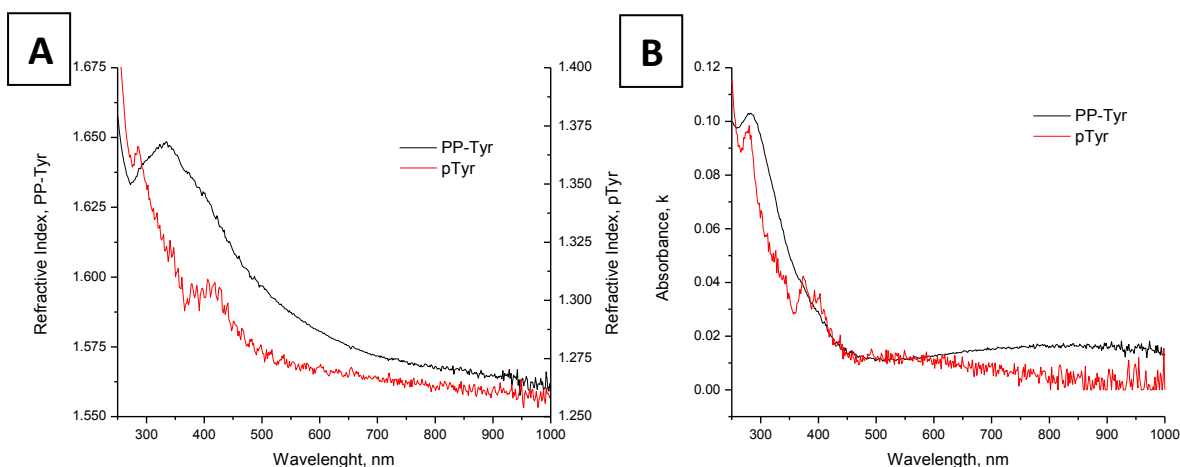 A
1.675
1.650
1.625
1.600
1.575
1.550
Refractive Index, PP-Tyr
300 400 500 600 700 800 900 1000
Wavelenght, nm
PP-Tyr
pTyr
1.400
1.375
1.350
1.325
1.300
1.275
1.250
Refractive Index, pTyr
B
0.12
0.10
0.08
0.06
0.04
0.02
0.00
Absorbance, k
300 400 500 600 700 800 900 1000
Wavelength, nm
PP-Tyr
pTyr